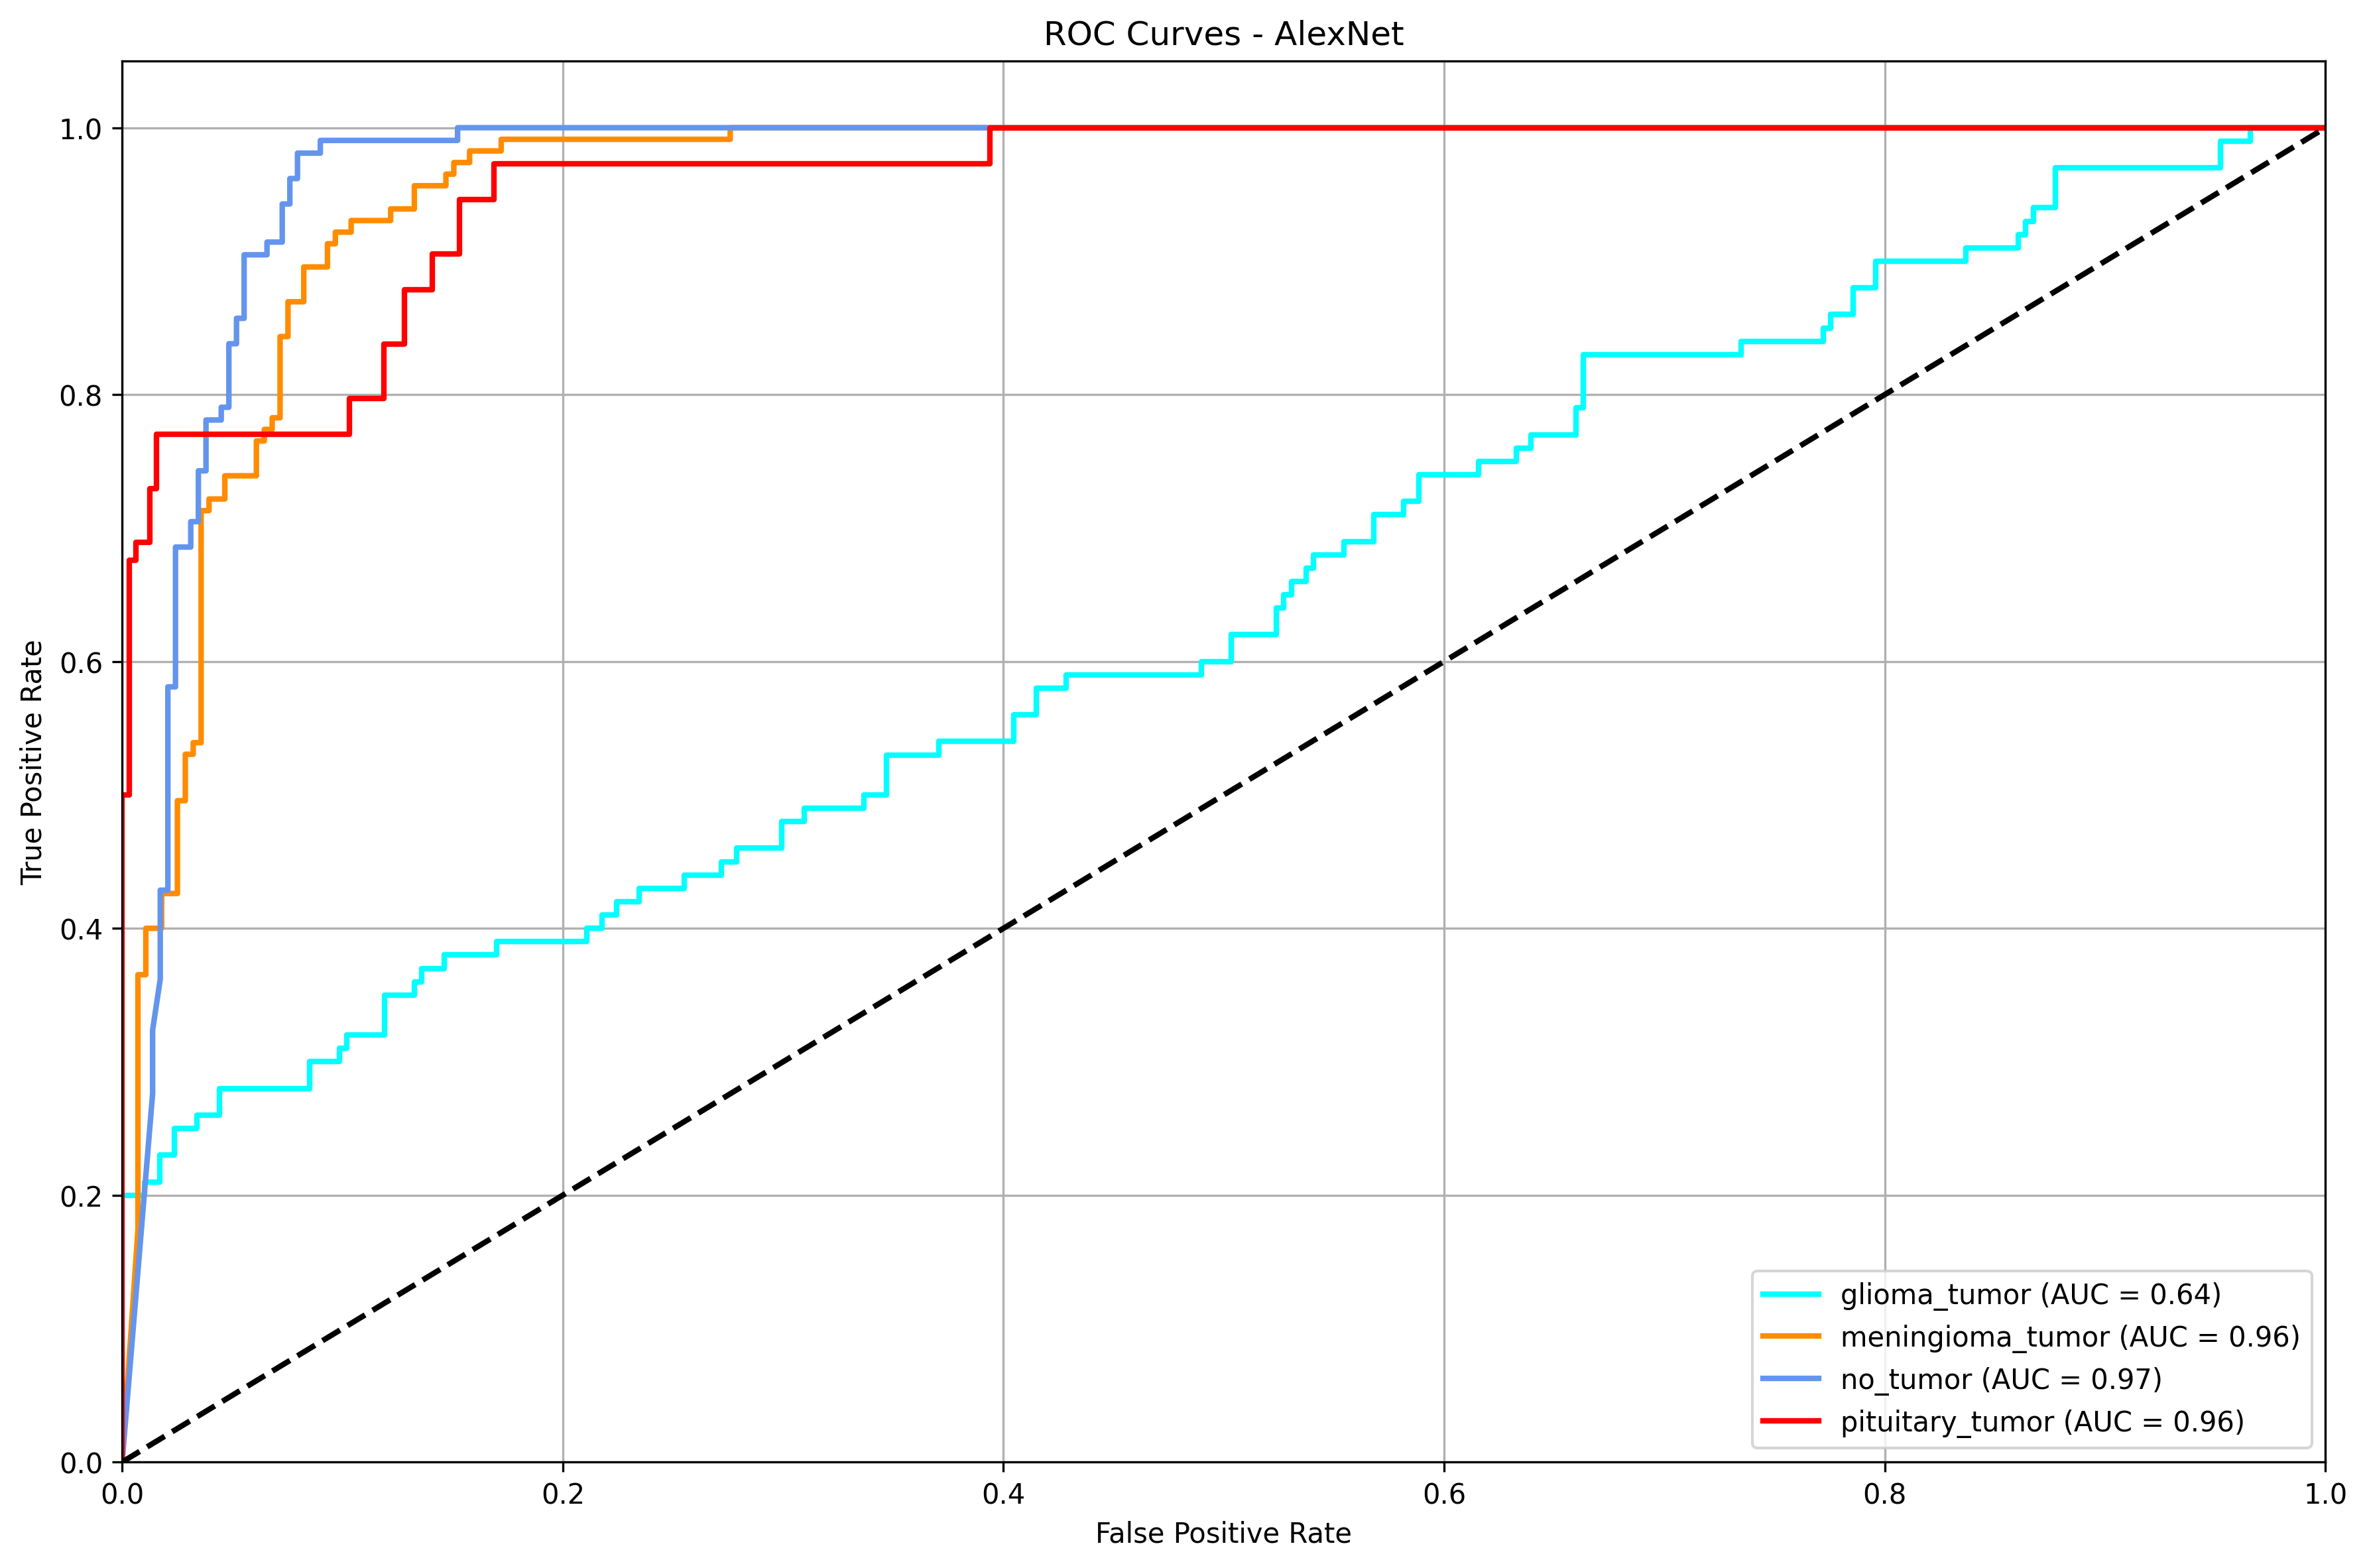 ROC Curves - AlexNet
True Positive Rate
1.0
0.8
0.6
0.4
0.2
0.0
0.0 0.2 0.4 0.6 0.8 1.0
False Positive Rate
glioma_tumor (AUC = 0.64)
meningioma_tumor (AUC = 0.96)
no_tumor (AUC = 0.97)
pituitary_tumor (AUC = 0.96)